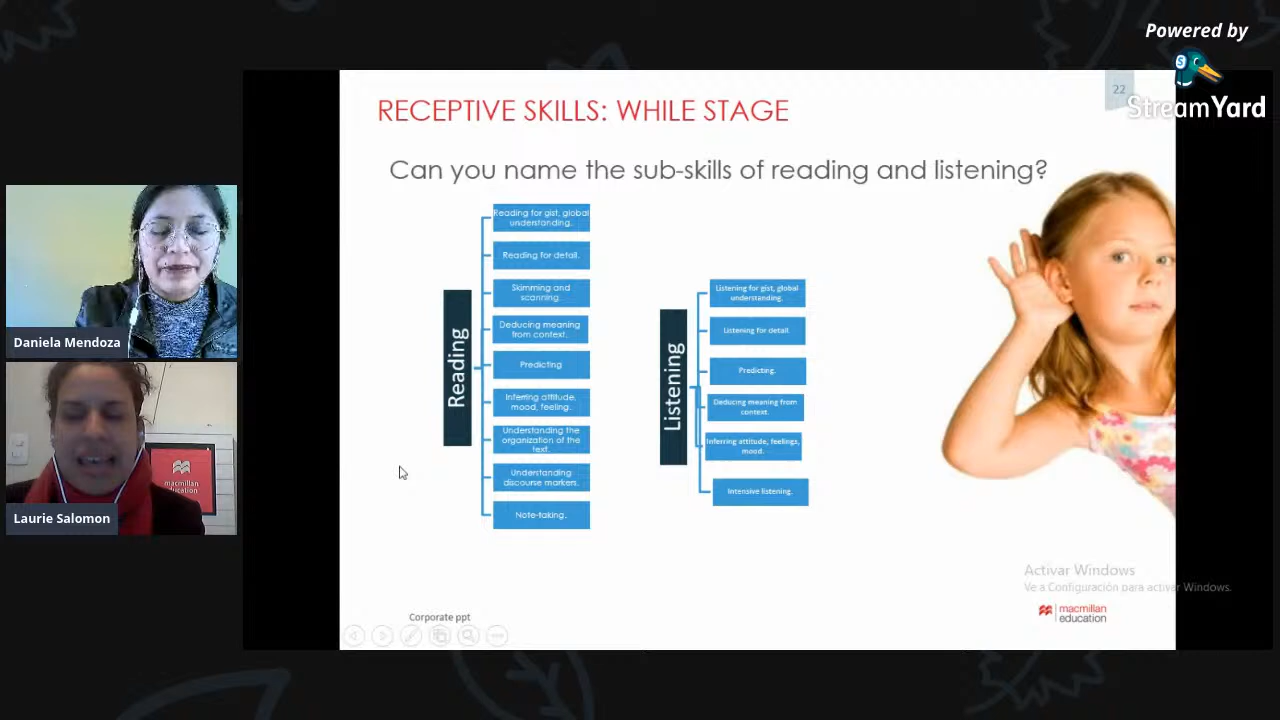 Powered by
S
StreamYard
22
RECEPTIVE SKILLS: WHILE STAGE
Can you name the sub-skills of reading and listening?
Reading
Reading for gist, global
understanding.
Reading for detail.
Skimming and
scanning.
Deducing meaning
from context.
Predicting
Inferring attitude,
mood, feeling.
Understanding the
organization of the
text.
Understanding
discourse markers.
Note-taking.
Listening
Listening for gist, global
understanding.
Listening for detail
Predicting.
Deducing meaning from
context.
Inferring attitude, feelings,
mood.
Intensive listening.
Daniela Mendoza
macmillan
education
Laurie Salomon
Activar Windows
Ve a Configuración para activar Windows.
Corporate ppt
macmillan
education